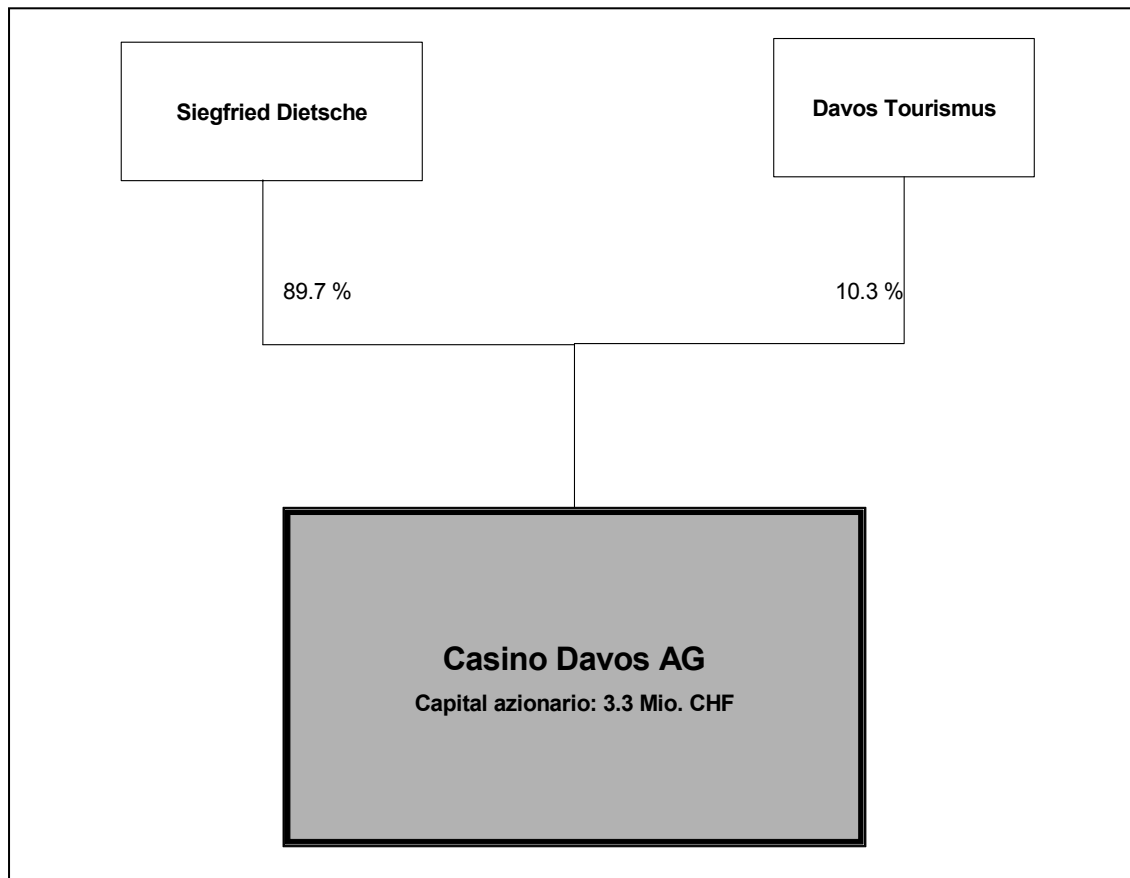 Siegfried Dietsche
Davos Tourismus
89.7 %
10.3 %
Casino Davos AG
Capital azionario: 3.3 Mio. CHF